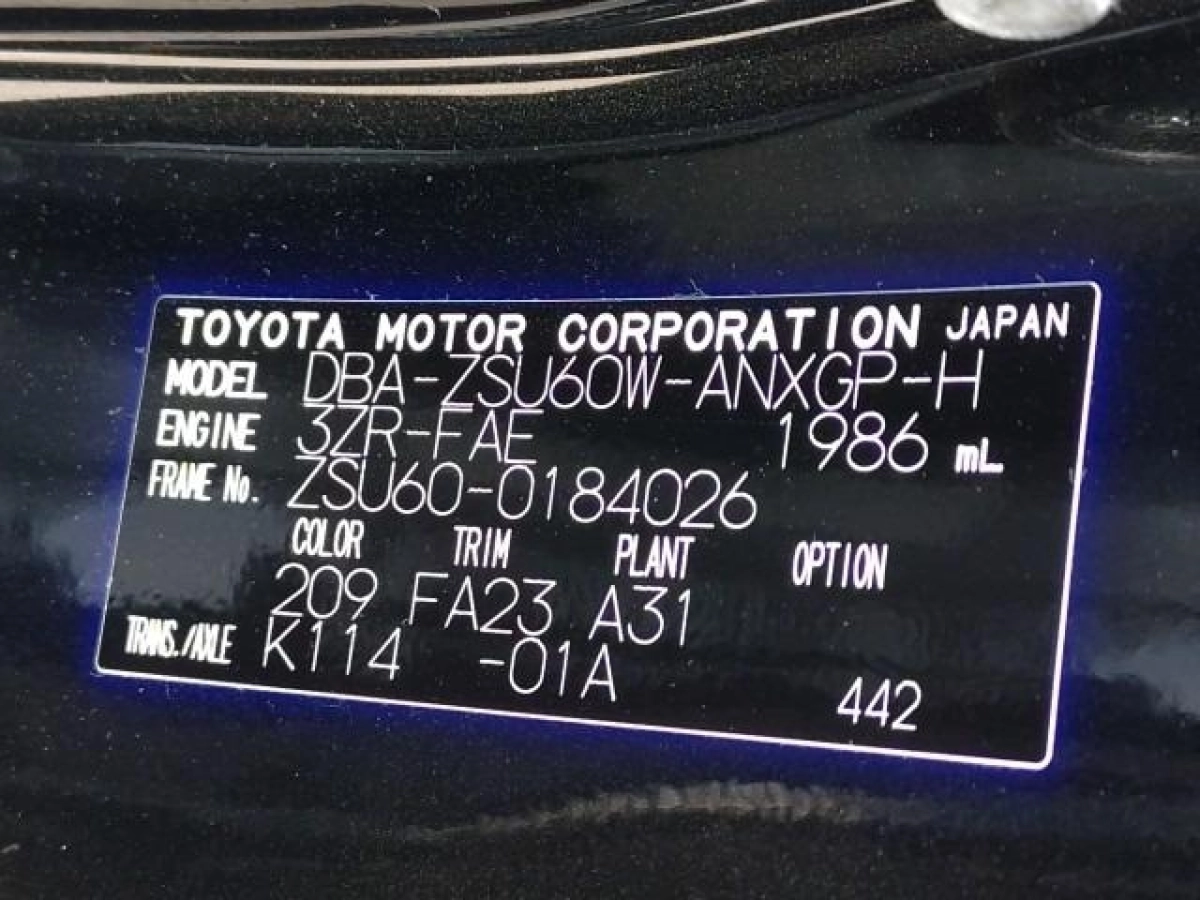 TOYOTA MOTOR CORPORATION JAPAN
MODEL DBA-ZSU60W-ANXGP-H
ENGINE 3ZR-FAE 1986 mL
FRAME No. ZSU60-0184026
COLOR TRIM PLANT OPTION
209 FA23 A31
TRANS./AXLE K114 -01A
442